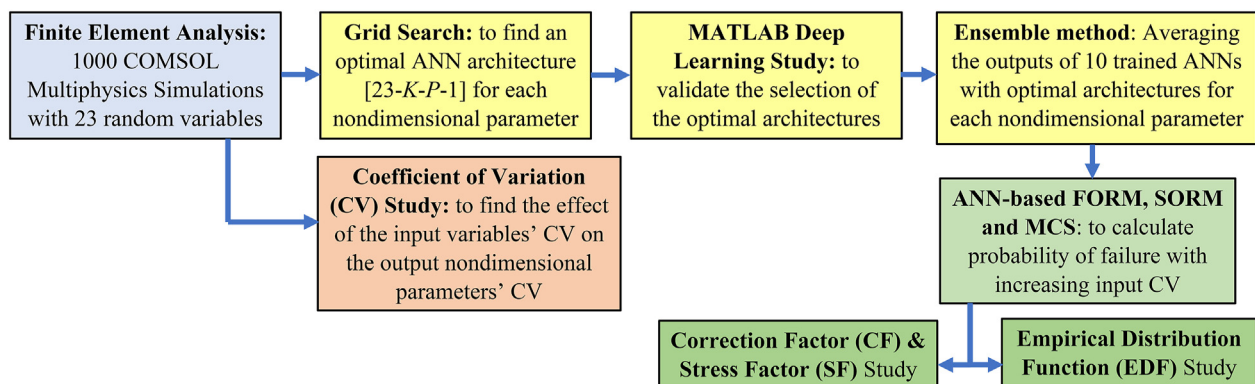 Finite Element Analysis:
1000 COMSOL
Multiphysics Simulations
with 23 random variables
Grid Search: to find an
optimal ANN architecture
[23-K-P-1] for each
nondimensional parameter
MATLAB Deep
Learning Study: to
validate the selection of
the optimal architectures
Ensemble method: Averaging
the outputs of 10 trained ANNs
with optimal architectures for
each nondimensional parameter
Coefficient of Variation
(CV) Study: to find the effect
of the input variables' CV on
the output nondimensional
parameters' CV
ANN-based FORM, SORM
and MCS: to calculate
probability of failure with
increasing input CV
Correction Factor (CF) &
Stress Factor (SF) Study
Empirical Distribution
Function (EDF) Study